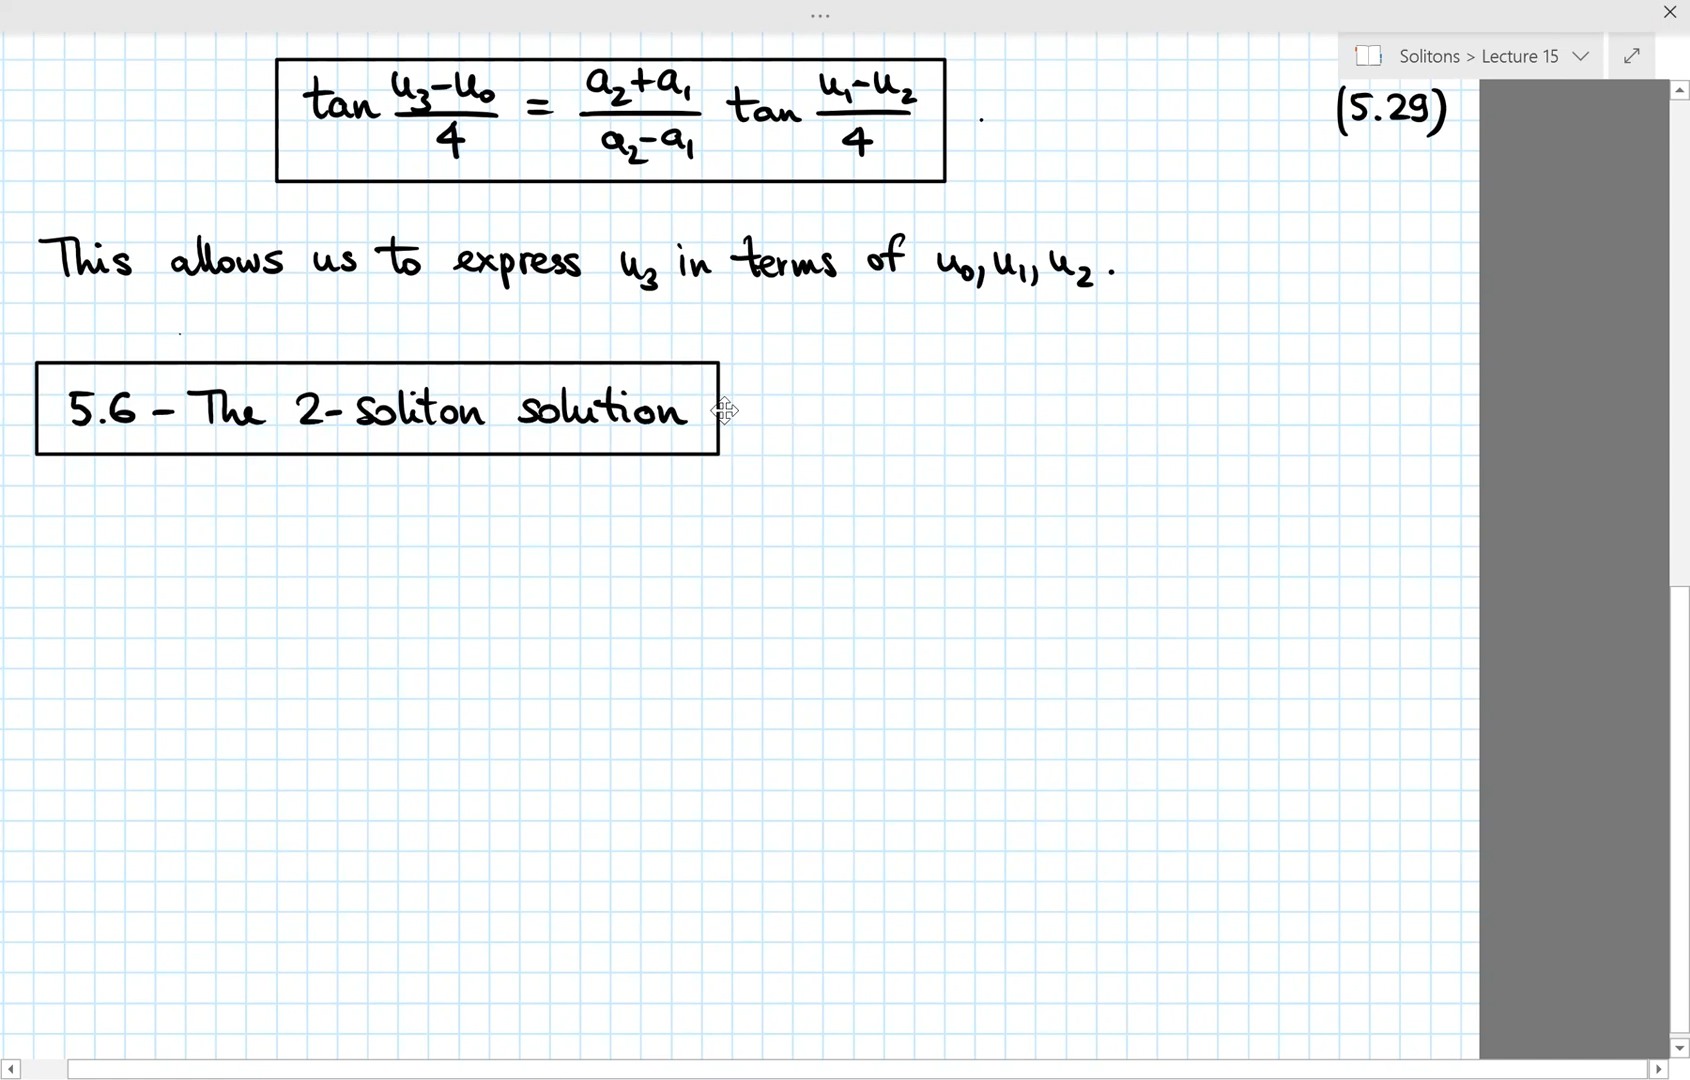 Solitons > Lecture 15
tan (u₃-u₀)/4 = (a₂+a₁)/(a₂-a₁) tan (u₁-u₂)/4 . (5.29)
This allows us to express u₃ in terms of u₀, u₁, u₂.
5.6 - The 2-soliton solution